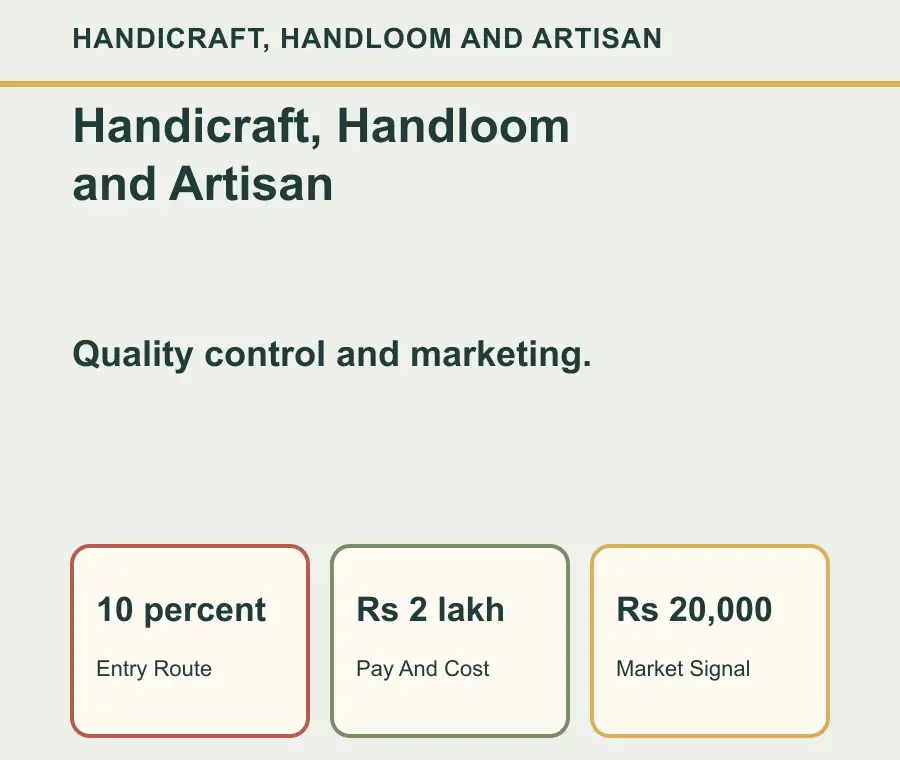 HANDICRAFT, HANDLOOM AND ARTISAN
Handicraft, Handloom
and Artisan
Quality control and marketing.
10 percent
Entry Route
Rs 2 lakh
Pay And Cost
Rs 20,000
Market Signal